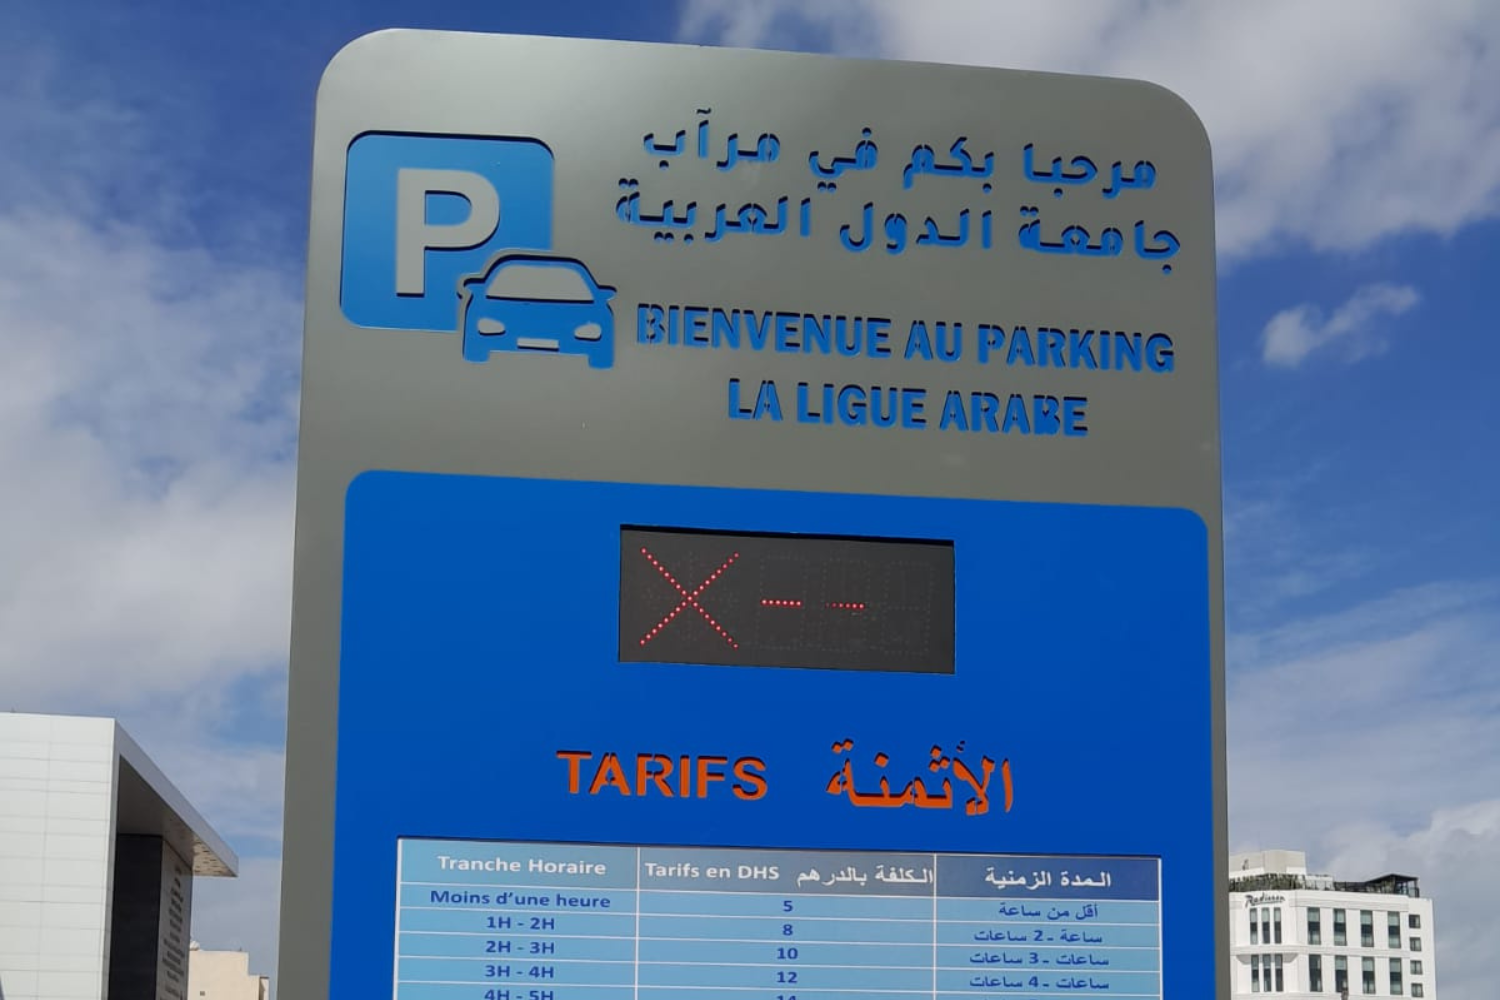 P
مرحبا بكم في مرآب
جامعة الدول العربية
BIENVENUE AU PARKING
LA LIGUE ARABE
X - -
TARIFS الأثمنة
Tranche Horaire Tarifs en DHS الكلفة بالدرهم المدة الزمنية
Moins d'une heure 5 أقل من ساعة
1H - 2H 8 ساعة - 2 ساعات
2H - 3H 10 ساعات - 3 ساعات
3H - 4H 12 ساعات - 4 ساعات
4H - 5H 14
Radisson